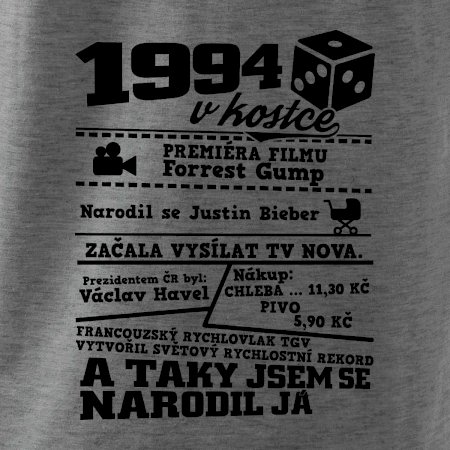 1994
v kostce
PREMIÉRA FILMU
Forrest Gump
Narodil se Justin Bieber
ZAČALA VYSÍLAT TV NOVA.
Prezidentem ČR byl:
Václav Havel
Nákup:
CHLEBA ... 11,30 KČ
PIVO
5,90 KČ
FRANCOUZSKÝ RYCHLOVLAK TGV
VYTVOŘIL SVĚTOVÝ RYCHLOSTNÍ REKORD
A TAKY JSEM SE
NARODIL JÁ